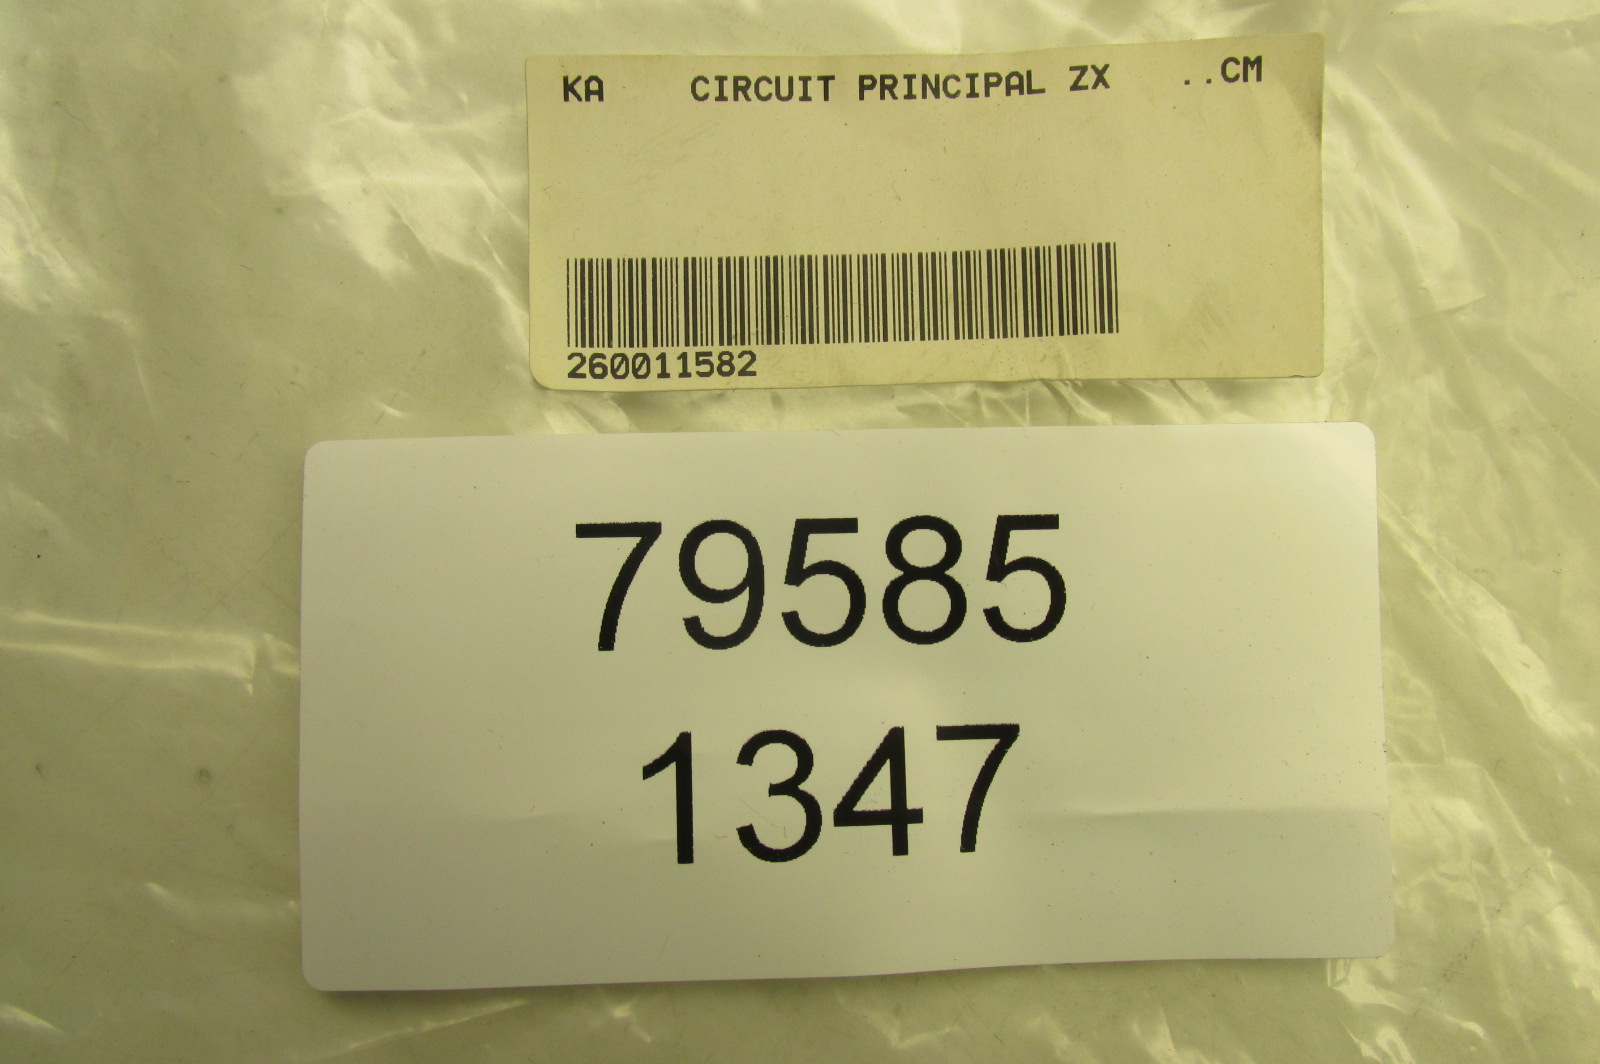 KA CIRCUIT PRINCIPAL ZX ..CM
260011582
79585
1347